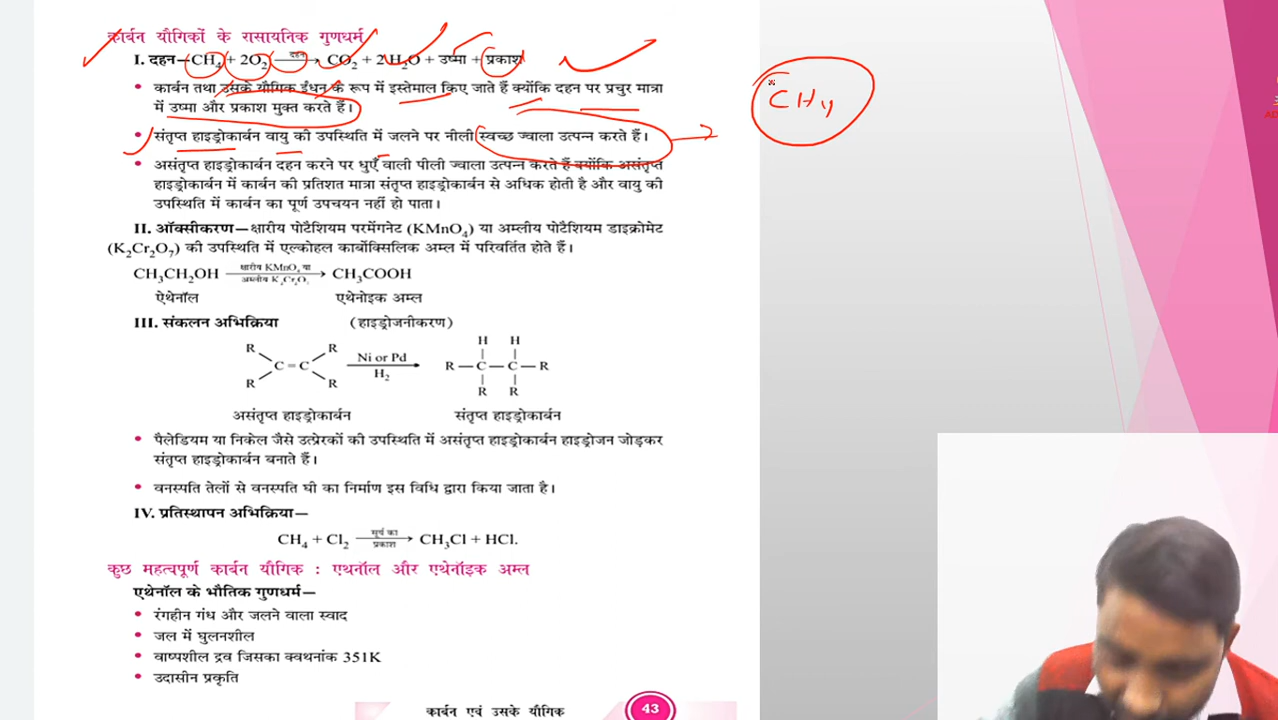 कार्बन यौगिकों के रासायनिक गुणधर्म
I. दहन—CH₄ + 2O₂ —दहन→ CO₂ + 2H₂O + उष्मा + प्रकाश
• कार्बन तथा उसके यौगिक ईंधन के रूप में इस्तेमाल किए जाते हैं क्योंकि दहन पर प्रचुर मात्रा
में उष्मा और प्रकाश मुक्त करते हैं।
• संतृप्त हाइड्रोकार्बन वायु की उपस्थिति में जलने पर नीली स्वच्छ ज्वाला उत्पन्न करते हैं।
• असंतृप्त हाइड्रोकार्बन दहन करने पर धुएँ वाली पीली ज्वाला उत्पन्न करते हैं क्योंकि असंतृप्त
हाइड्रोकार्बन में कार्बन की प्रतिशत मात्रा संतृप्त हाइड्रोकार्बन से अधिक होती है और वायु की
उपस्थिति में कार्बन का पूर्ण उपचयन नहीं हो पाता।
II. ऑक्सीकरण—क्षारीय पोटैशियम परमेंगनेट (KMnO₄) या अम्लीय पोटैशियम डाइक्रोमेट
(K₂Cr₂O₇) की उपस्थिति में एल्कोहल कार्बोक्सिलिक अम्ल में परिवर्तित होते हैं।
क्षारीय KMnO₄ या
CH₃CH₂OH → CH₃COOH
अम्लीय K₂Cr₂O₇
ऐथेनॉल एथेनोइक अम्ल
III. संकलन अभिक्रिया (हाइड्रोजनीकरण)
H H
R R
Ni or Pd
C = C → R — C — C — R
H₂
R R
R R
असंतृप्त हाइड्रोकार्बन संतृप्त हाइड्रोकार्बन
• पैलेडियम या निकेल जैसे उत्प्रेरकों की उपस्थिति में असंतृप्त हाइड्रोकार्बन हाइड्रोजन जोड़कर
संतृप्त हाइड्रोकार्बन बनाते हैं।
• वनस्पति तेलों से वनस्पति घी का निर्माण इस विधि द्वारा किया जाता है।
IV. प्रतिस्थापन अभिक्रिया—
सूर्य का
CH₄ + Cl₂ → CH₃Cl + HCl.
प्रकाश
कुछ महत्वपूर्ण कार्बन यौगिक : एथनॉल और एथेनॉइक अम्ल
एथेनॉल के भौतिक गुणधर्म—
• रंगहीन गंध और जलने वाला स्वाद
• जल में घुलनशील
• वाष्पशील द्रव जिसका क्वथनांक 351K
• उदासीन प्रकृति
कार्बन एवं उसके यौगिक 43
CH₄